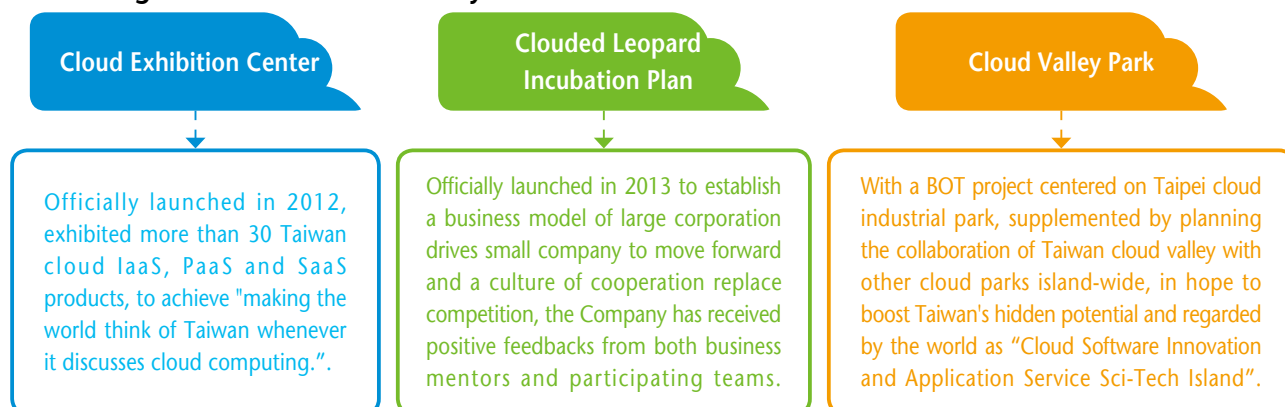 Cloud Exhibition Center
Officially launched in 2012,
exhibited more than 30 Taiwan
cloud IaaS, PaaS and SaaS
products, to achieve "making the
world think of Taiwan whenever
it discusses cloud computing.”.
Clouded Leopard
Incubation Plan
Officially launched in 2013 to establish
a business model of large corporation
drives small company to move forward
and a culture of cooperation replace
competition, the Company has received
positive feedbacks from both business
mentors and participating teams.
Cloud Valley Park
With a BOT project centered on Taipei cloud
industrial park, supplemented by planning
the collaboration of Taiwan cloud valley with
other cloud parks island-wide, in hope to
boost Taiwan's hidden potential and regarded
by the world as “Cloud Software Innovation
and Application Service Sci-Tech Island”.